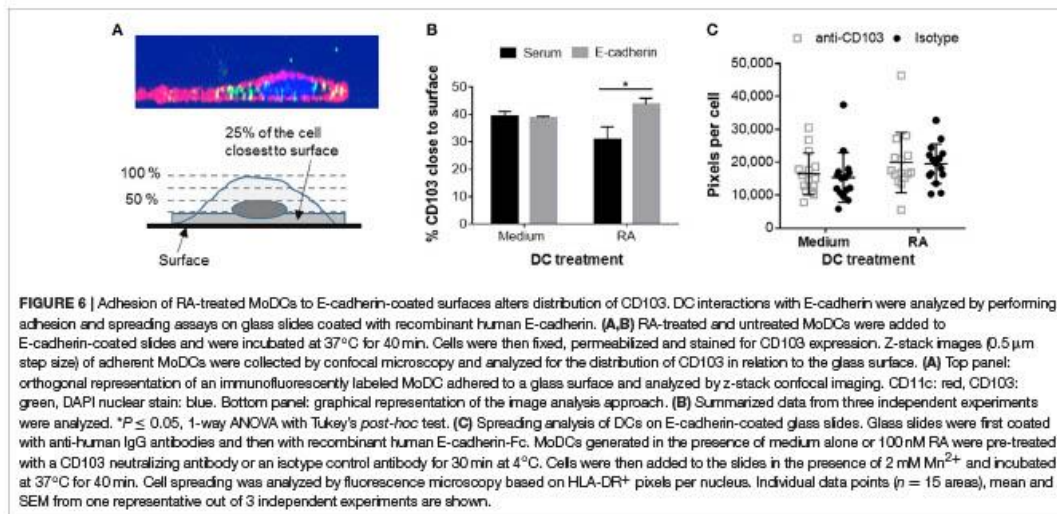 A
25% of the cell
closest to surface
100 %
50 %
Surface
B
Serum
E-cadherin
*
% CD103 close to surface
50
40
30
20
10
0
Medium
RA
DC treatment
C
anti-CD103
Isotype
Pixels per cell
50,000
40,000
30,000
20,000
10,000
0
Medium
RA
DC treatment
FIGURE 6 | Adhesion of RA-treated MoDCs to E-cadherin-coated surfaces alters distribution of CD103. DC interactions with E-cadherin were analyzed by performing
adhesion and spreading assays on glass slides coated with recombinant human E-cadherin. (A,B) RA-treated and untreated MoDCs were added to
E-cadherin-coated slides and were incubated at 37°C for 40 min. Cells were then fixed, permeabilized and stained for CD103 expression. Z-stack images (0.5 μm
step size) of adherent MoDCs were collected by confocal microscopy and analyzed for the distribution of CD103 in relation to the glass surface. (A) Top panel:
orthogonal representation of an immunofluorescently labeled MoDC adhered to a glass surface and analyzed by z-stack confocal imaging. CD11c: red, CD103:
green, DAPI nuclear stain: blue. Bottom panel: graphical representation of the image analysis approach. (B) Summarized data from three independent experiments
were analyzed. *P ≤ 0.05, 1-way ANOVA with Tukey's post-hoc test. (C) Spreading analysis of DCs on E-cadherin-coated glass slides. Glass slides were first coated
with anti-human IgG antibodies and then with recombinant human E-cadherin-Fc. MoDCs generated in the presence of medium alone or 100 nM RA were pre-treated
with a CD103 neutralizing antibody or an isotype control antibody for 30 min at 4°C. Cells were then added to the slides in the presence of 2 mM Mn2+ and incubated
at 37°C for 40 min. Cell spreading was analyzed by fluorescence microscopy based on HLA-DR+ pixels per nucleus. Individual data points (n = 15 areas), mean and
SEM from one representative out of 3 independent experiments are shown.